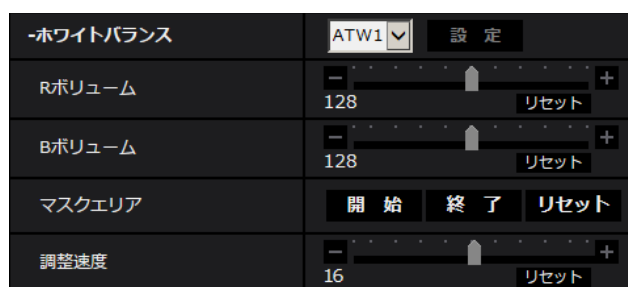 -ホワイトバランス ATW1 設 定
Rボリューム - +
128 リセット
Bボリューム - +
128 リセット
マスクエリア 開 始 終 了 リセット
調整速度 - +
16 リセット